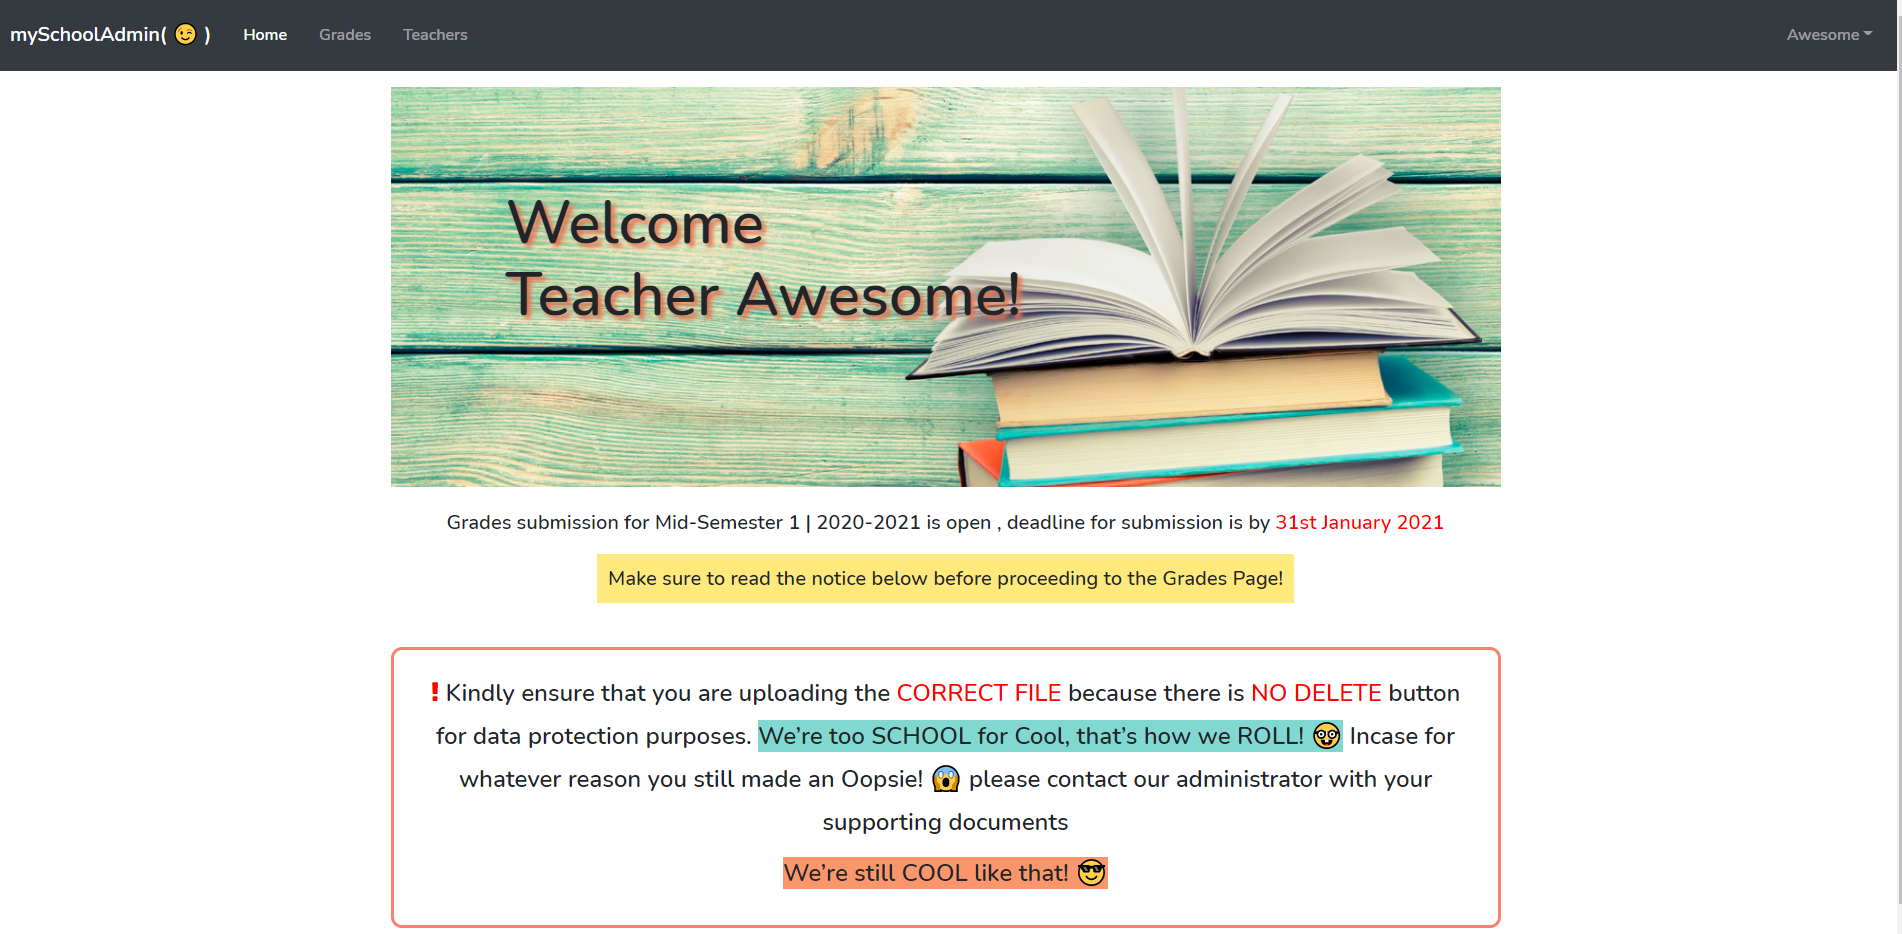 mySchoolAdmin( 😉 ) Home Grades Teachers Awesome
Welcome
Teacher Awesome!
Grades submission for Mid-Semester 1 | 2020-2021 is open , deadline for submission is by 31st January 2021
Make sure to read the notice below before proceeding to the Grades Page!
❗ Kindly ensure that you are uploading the CORRECT FILE because there is NO DELETE button
for data protection purposes. We’re too SCHOOL for Cool, that’s how we ROLL! 🤓 Incase for
whatever reason you still made an Oopsie! 😱 please contact our administrator with your
supporting documents
We’re still COOL like that! 😎